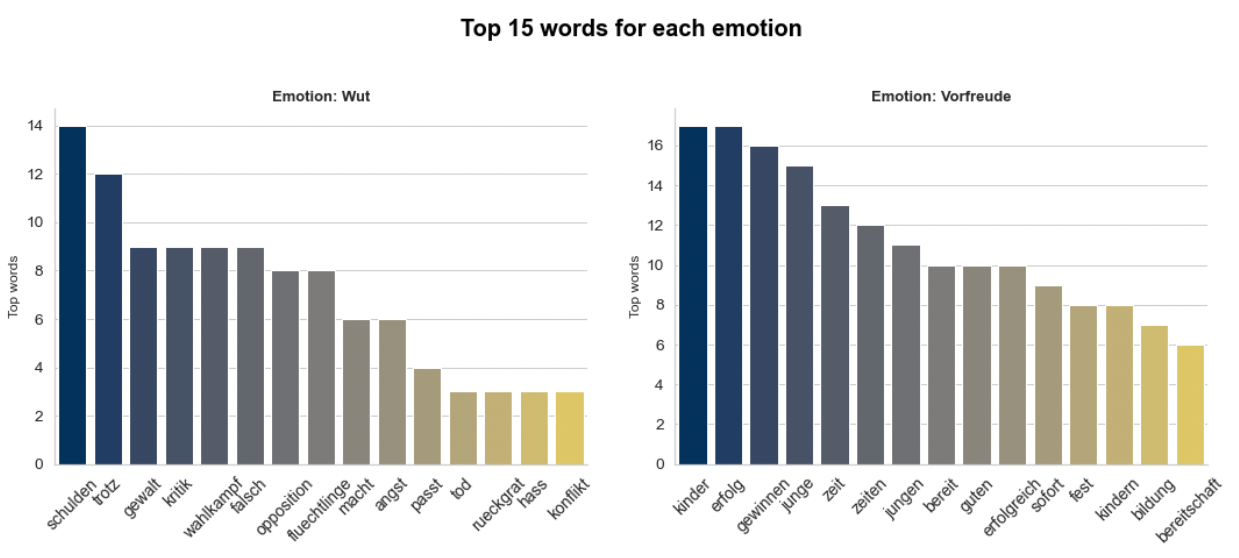 Top 15 words for each emotion
Emotion: Wut
Top words
14
12
10
8
6
4
2
0
schulden
trotz
gewalt
kritik
wahlkampf
falsch
opposition
fluechtlinge
macht
angst
passt
tod
rueckgrat
hass
konflikt
Emotion: Vorfreude
Top words
16
14
12
10
8
6
4
2
0
kinder
erfolg
gewinnen
junge
zeit
zeiten
jungen
bereit
guten
erfolgreich
sofort
fest
kindern
bildung
bereitschaft